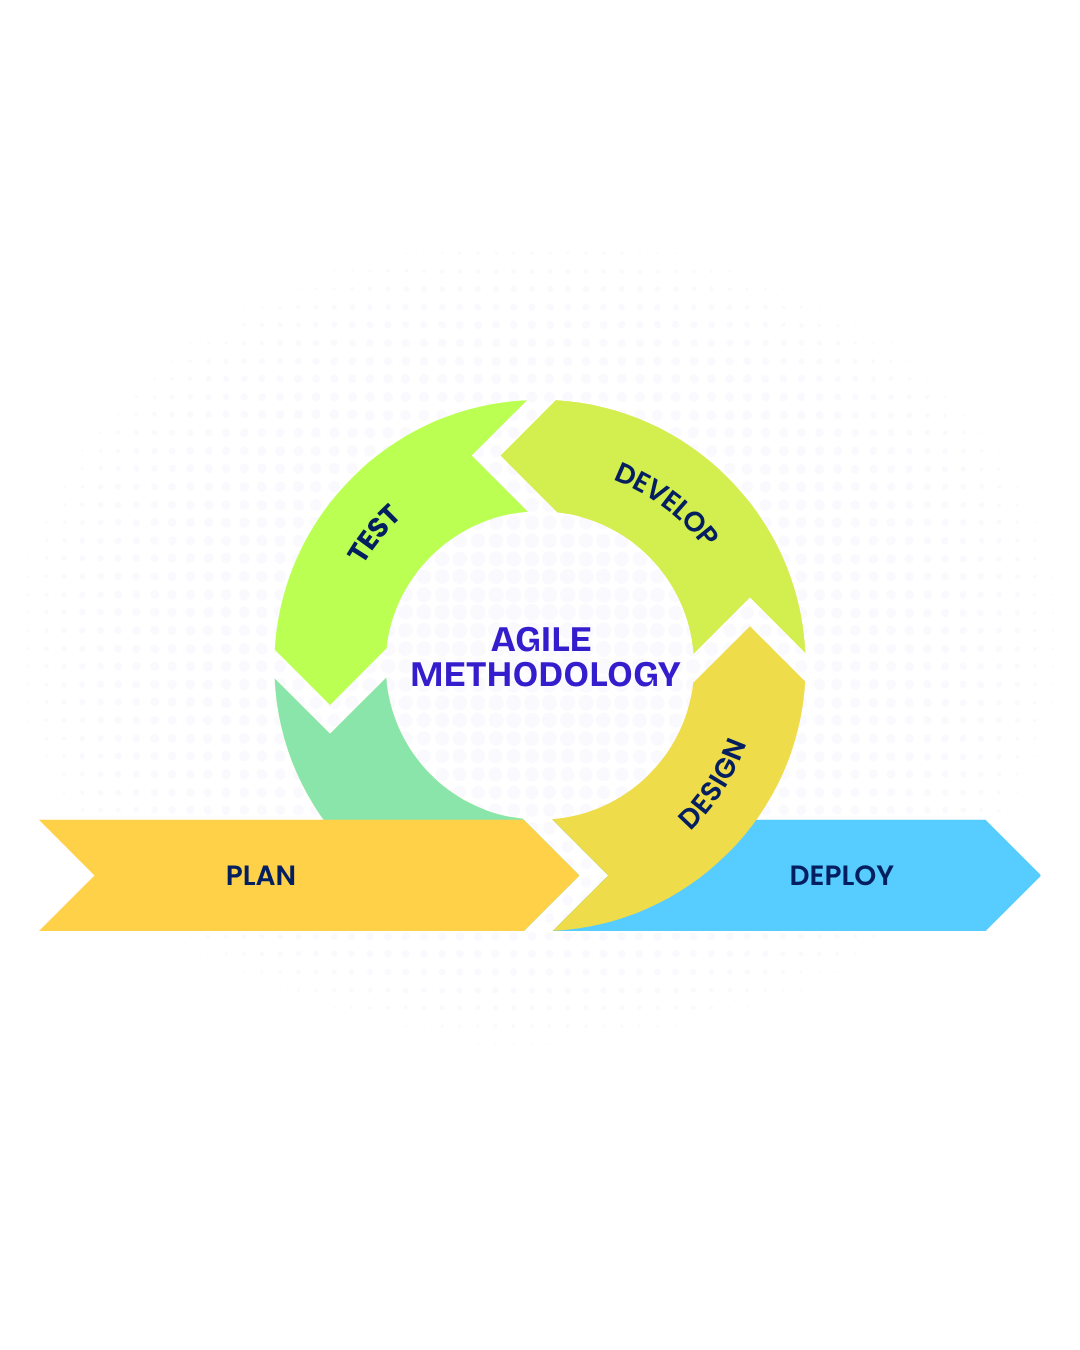 TEST
DEVELOP
AGILE
METHODOLOGY
DESIGN
PLAN
DEPLOY